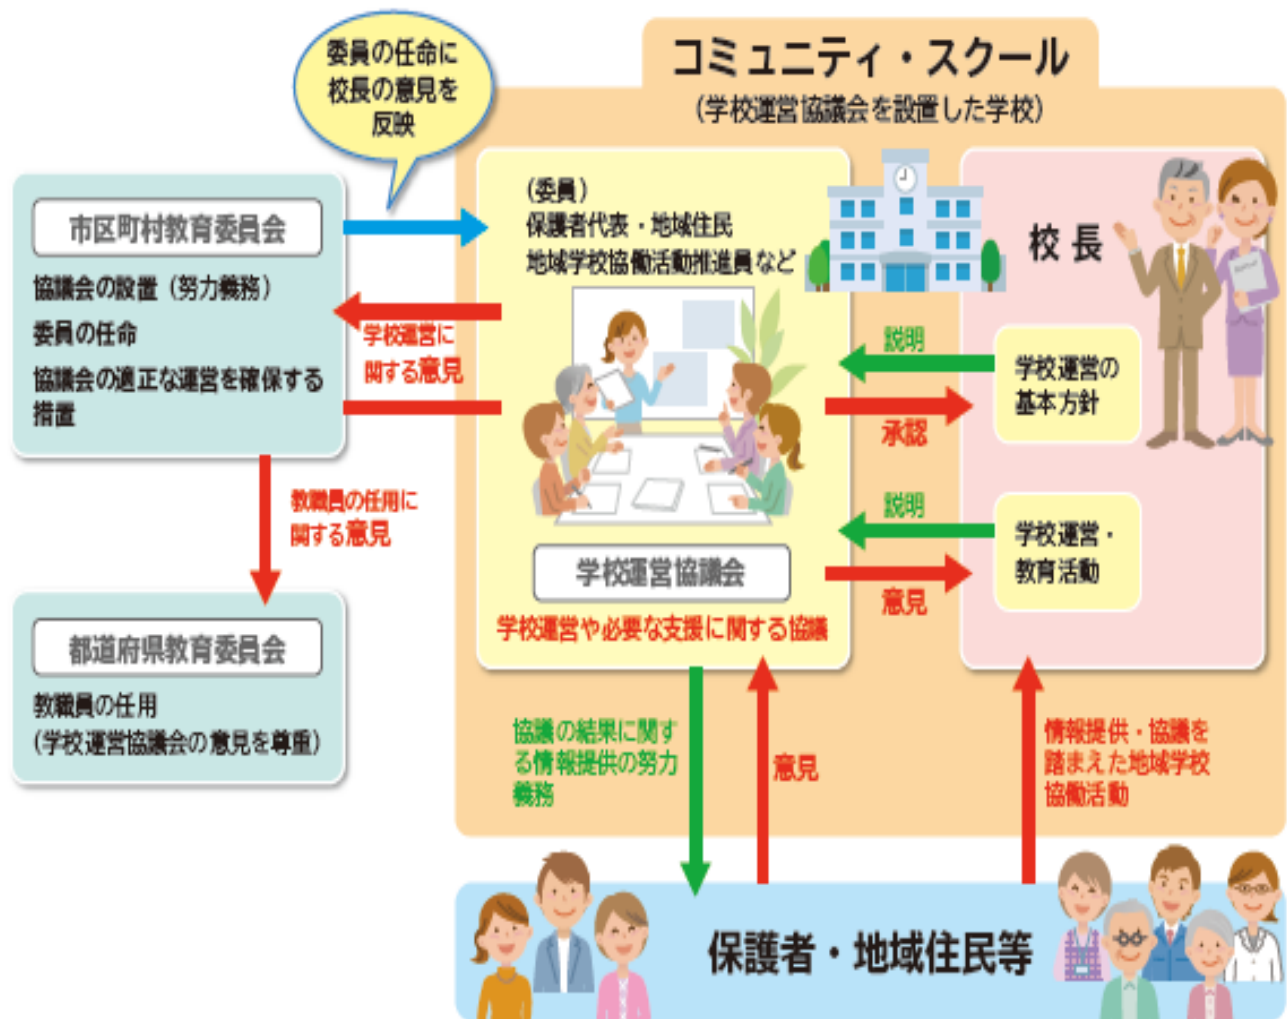 コミュニティ・スクール
(学校運営協議会を設置した学校)
委員の任命に
校長の意見を
反映
市区町村教育委員会
協議会の設置(努力義務)
委員の任命
協議会の適正な運営を確保する
措置
学校運営に
関する意見
教職員の任用に
関する意見
都道府県教育委員会
教職員の任用
(学校運営協議会の意見を尊重)
(委員)
保護者代表・地域住民
地域学校協働活動推進員など
学校運営協議会
学校運営や必要な支援に関する協議
校長
説明
学校運営の
基本方針
承認
説明
学校運営・
教育活動
意見
協議の結果に関す
る情報提供の努力
義務
意見
情報提供・協議を
踏まえた地域学校
協働活動
保護者・地域住民等